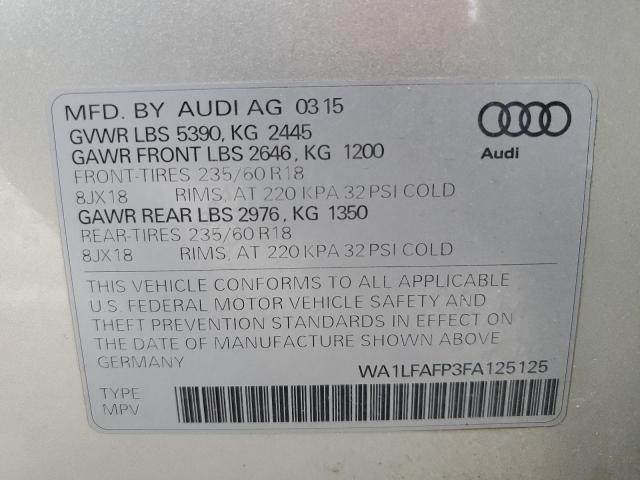 MFD. BY AUDI AG 03 15
GVWR LBS 5390, KG 2445
GAWR FRONT LBS 2646, KG 1200
FRONT-TIRES 235/60 R18
8JX18 RIMS, AT 220 KPA 32 PSI COLD
GAWR REAR LBS 2976, KG 1350
REAR-TIRES 235/60 R18
8JX18 RIMS, AT 220 KPA 32 PSI COLD
Audi
THIS VEHICLE CONFORMS TO ALL APPLICABLE
U.S. FEDERAL MOTOR VEHICLE SAFETY AND
THEFT PREVENTION STANDARDS IN EFFECT ON
THE DATE OF MANUFACTURE SHOWN ABOVE.
GERMANY
WA1LFAFP3FA125125
TYPE
MPV